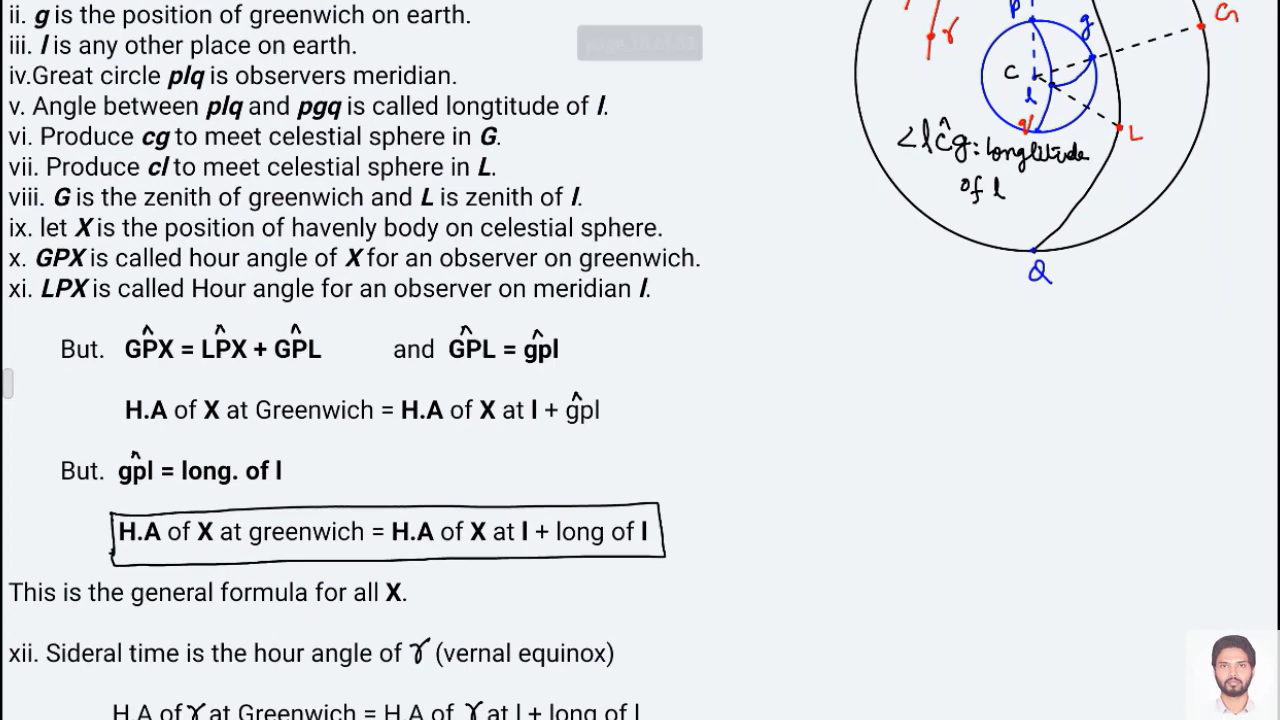 ii. g is the position of greenwich on earth.
iii. l is any other place on earth.
iv.Great circle plq is observers meridian.
v. Angle between plq and pgq is called longtitude of l.
vi. Produce cg to meet celestial sphere in G.
vii. Produce cl to meet celestial sphere in L.
viii. G is the zenith of greenwich and L is zenith of l.
ix. let X is the position of havenly body on celestial sphere.
x. GPX is called hour angle of X for an observer on greenwich.
xi. LPX is called Hour angle for an observer on meridian l.
But. GP̂X = LP̂X + GP̂L and GP̂L = gp̂l
H.A of X at Greenwich = H.A of X at l + gp̂l
But. gp̂l = long. of l
H.A of X at greenwich = H.A of X at l + long of l
This is the general formula for all X.
xii. Sideral time is the hour angle of ♈︎ (vernal equinox)
H.A of ♈︎ at Greenwich = H.A of ♈︎ at l + long of l
P
g
G
♈︎
C
l
q
L
<lĉg: longlitude
of l
Q